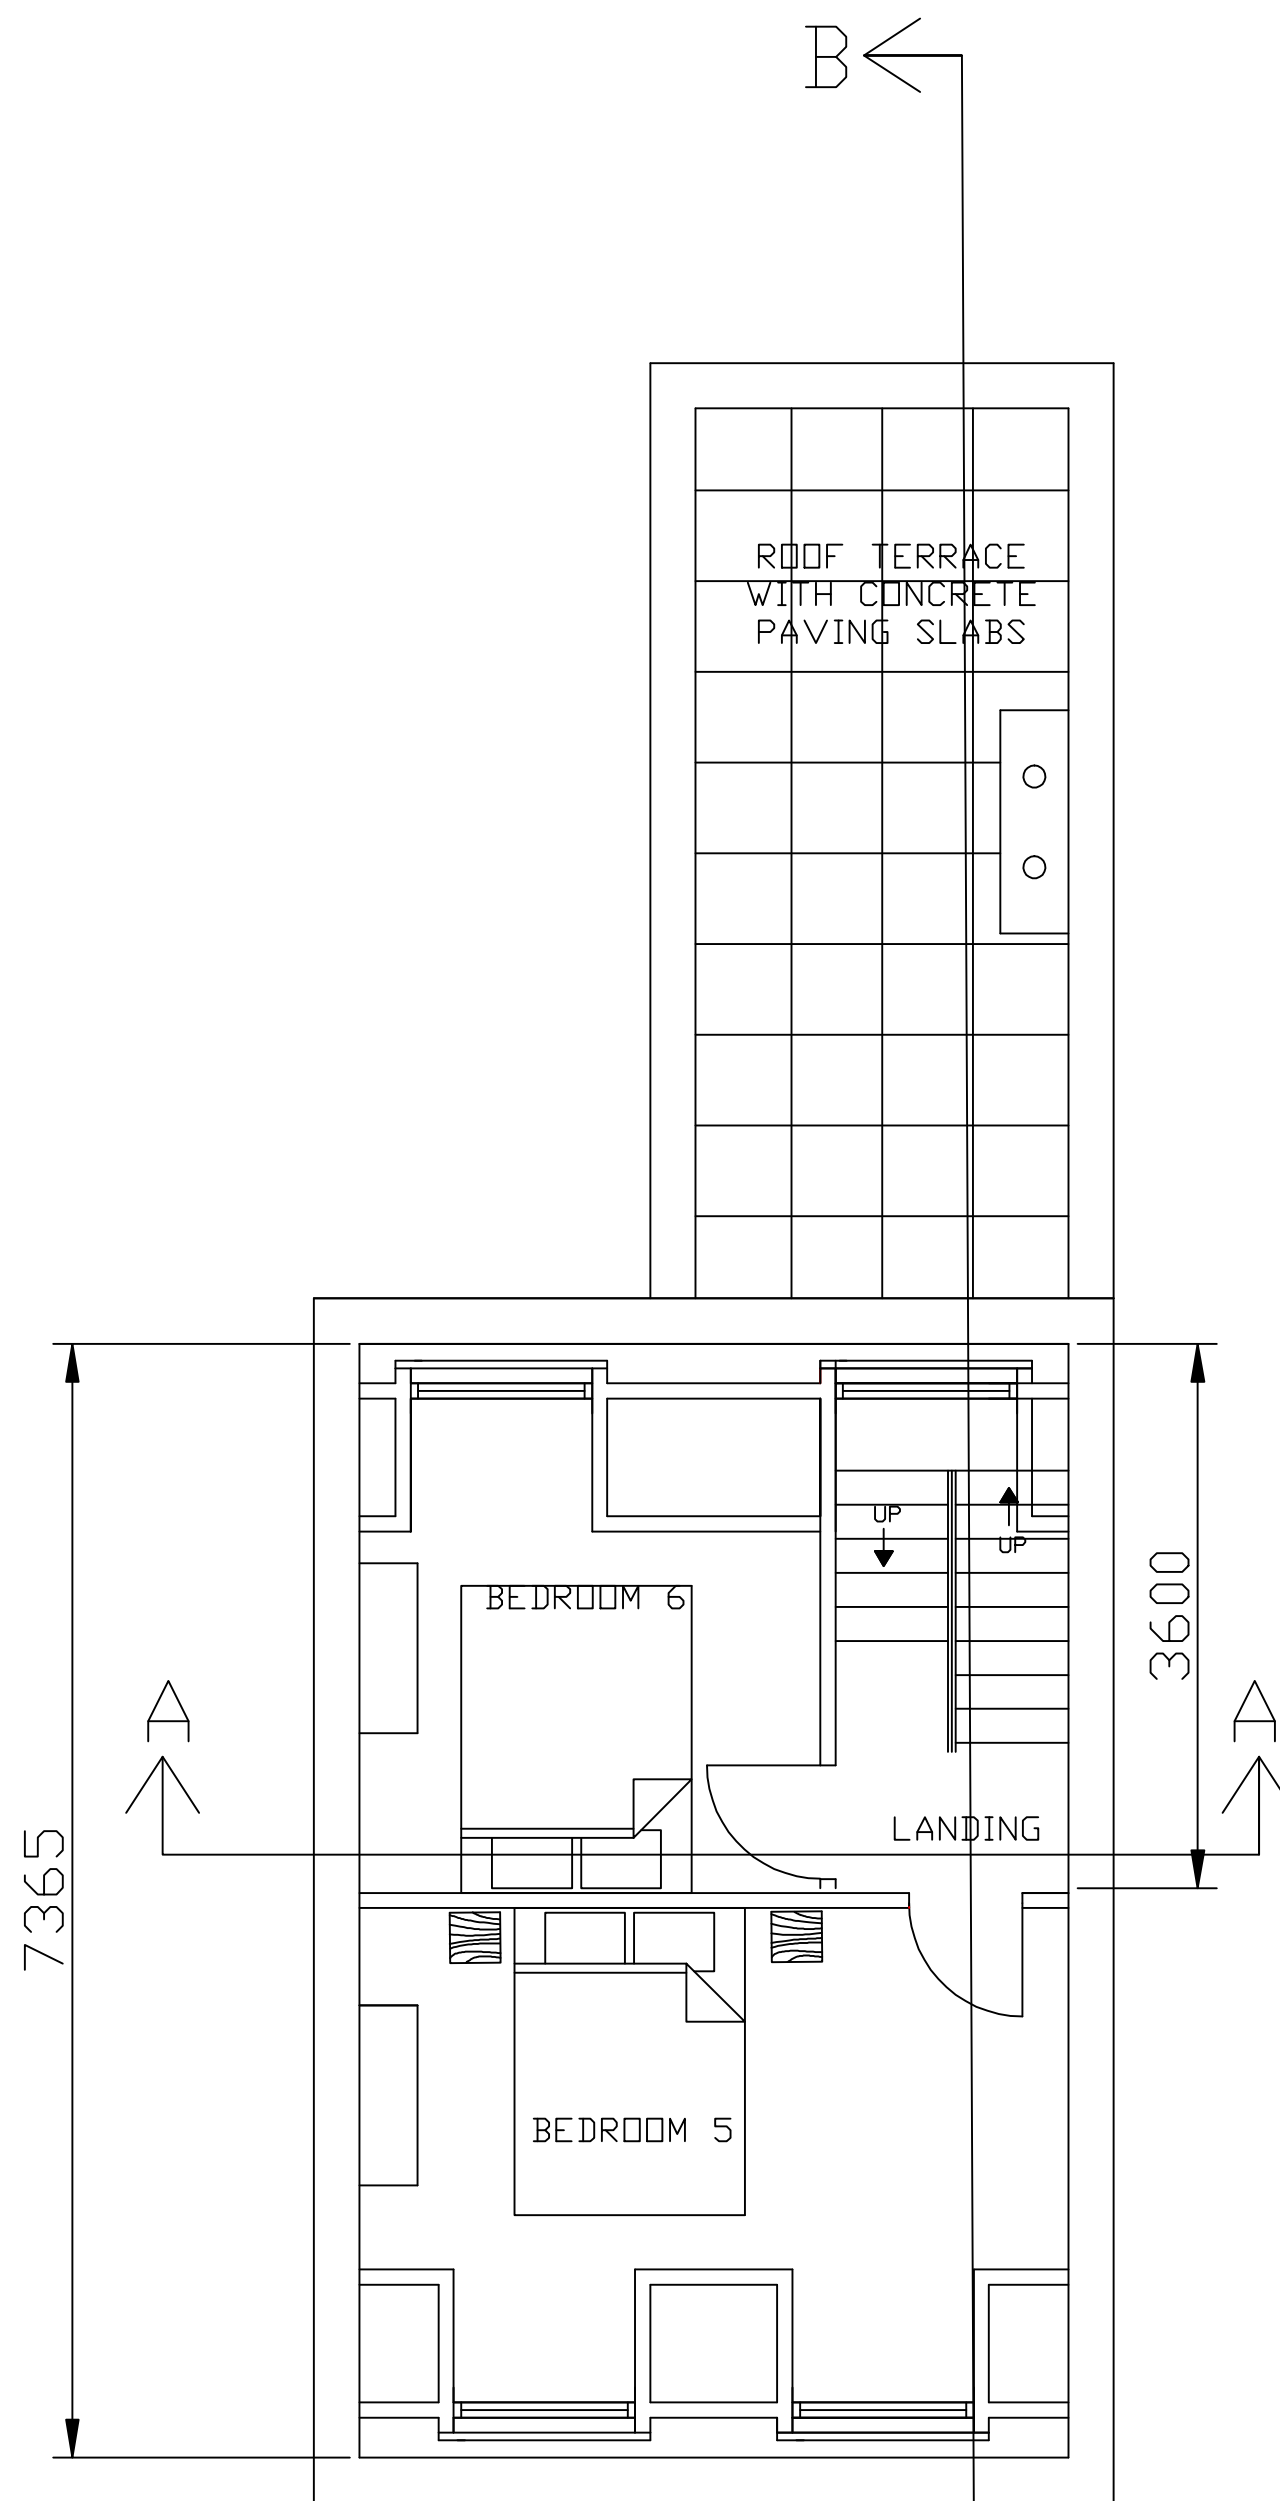 B
ROOF TERRACE
WITH CONCRETE
PAVING SLABS
UP
UP
BEDROOM 6
3600
A
A
LANDING
7365
BEDROOM 5